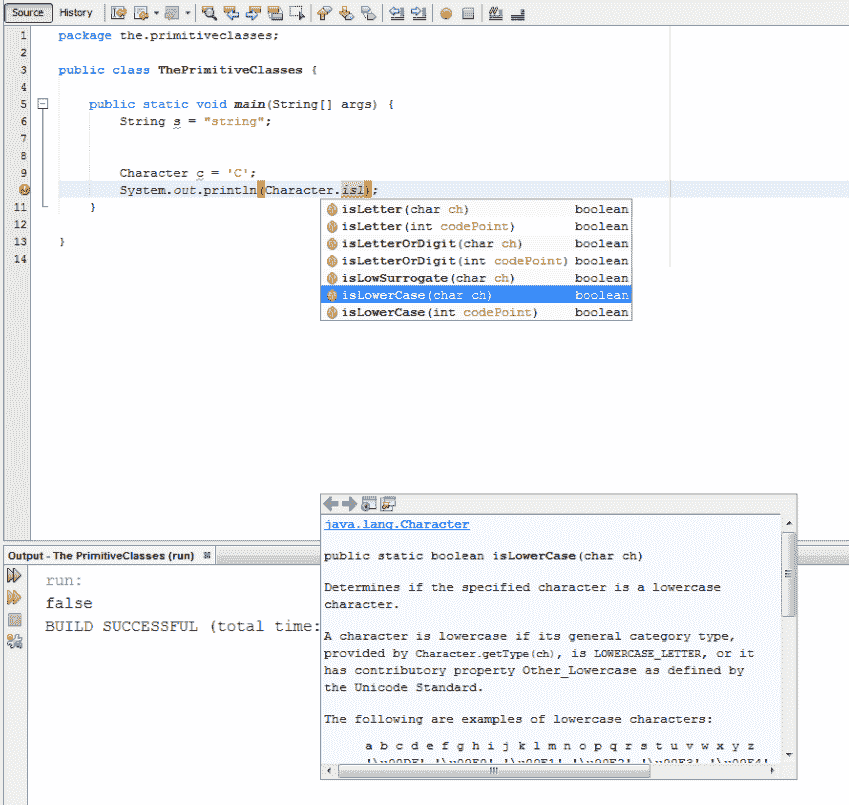 Source History
1 package the.primitiveclasses;
2
3 public class ThePrimitiveClasses {
4
5 public static void main(String[] args) {
6 String s = "string";
7
8
9 Character c = 'C';
System.out.println(Character.isl);
11 }
12
13 }
14
isLetter(char ch) boolean
isLetter(int codePoint) boolean
isLetterOrDigit(char ch) boolean
isLetterOrDigit(int codePoint) boolean
isLowSurrogate(char ch) boolean
isLowerCase(char ch) boolean
isLowerCase(int codePoint) boolean
Output - The PrimitiveClasses (run)
run:
false
BUILD SUCCESSFUL (total time:
java.lang.Character
public static boolean isLowerCase(char ch)
Determines if the specified character is a lowercase
character.
A character is lowercase if its general category type,
provided by Character.getType(ch), is LOWERCASE_LETTER, or it
has contributory property Other_Lowercase as defined by
the Unicode Standard.
The following are examples of lowercase characters:
a b c d e f g h i j k l m n o p q r s t u v w x y z